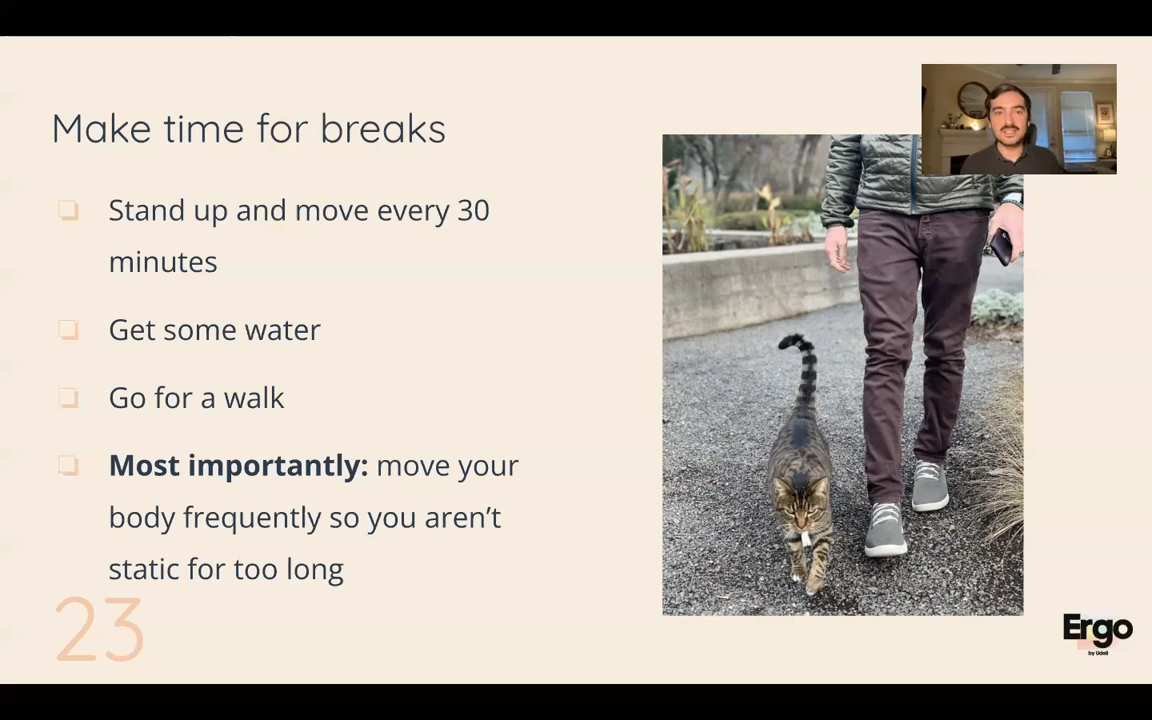 Make time for breaks
Stand up and move every 30
minutes
Get some water
Go for a walk
Most importantly: move your
body frequently so you aren’t
static for too long
23
Ergo
by Udell